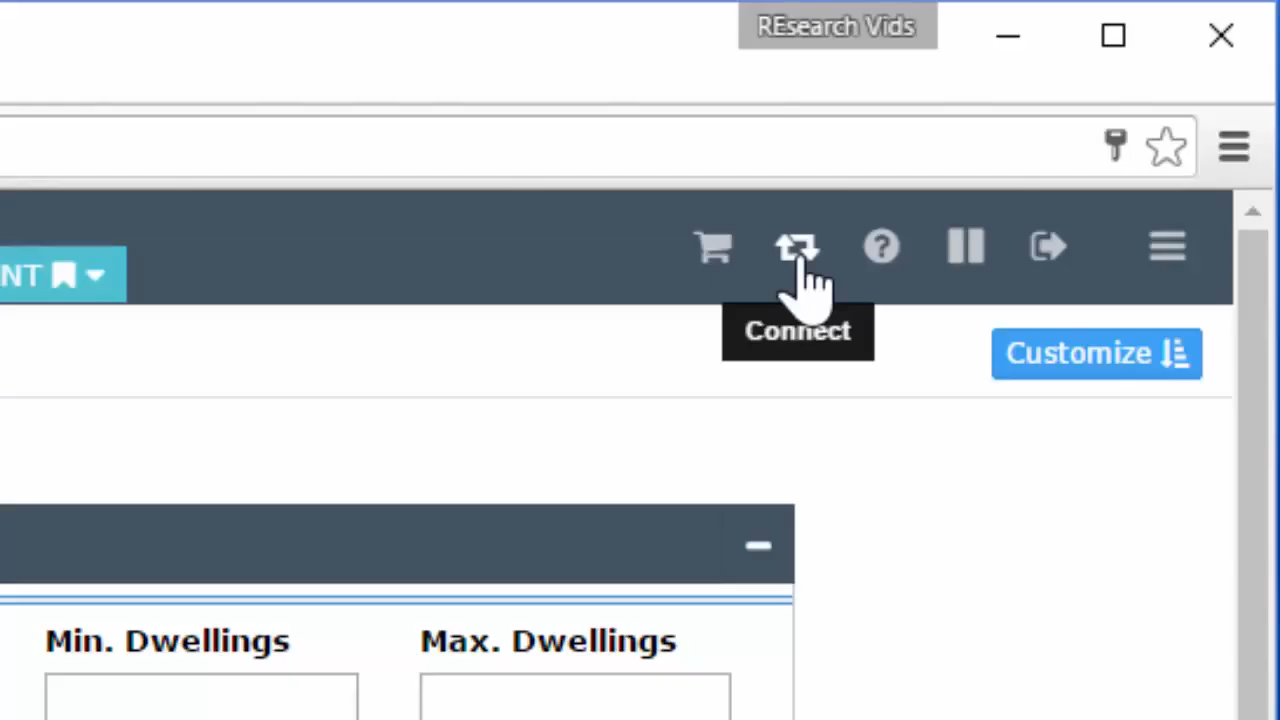 REsearch Vids
NT
Connect
Customize
Min. Dwellings
Max. Dwellings